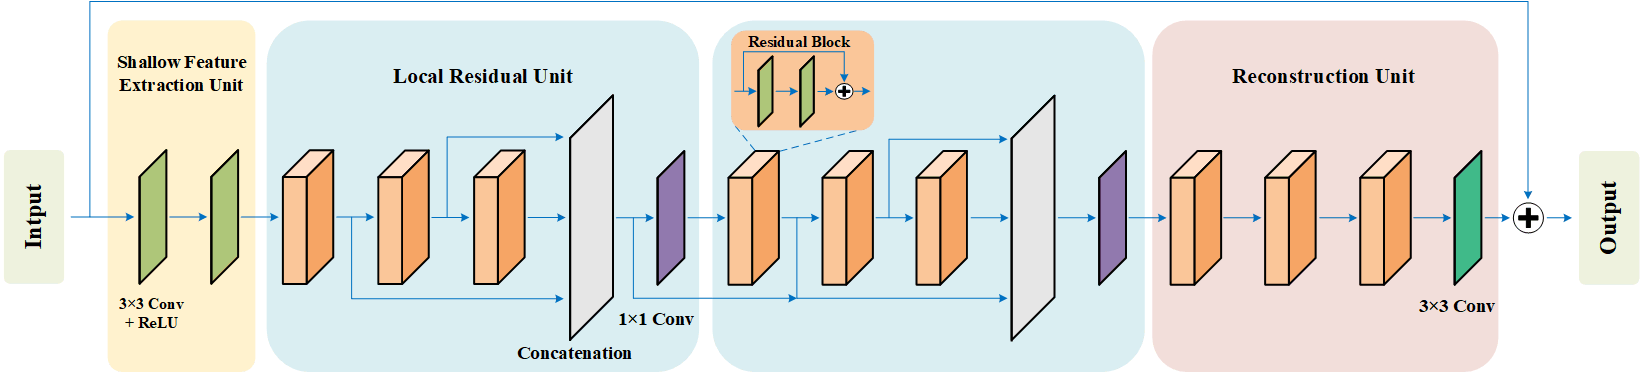 Intput
Shallow Feature
Extraction Unit
3×3 Conv
+ ReLU
Local Residual Unit
Concatenation
1×1 Conv
Residual Block
Reconstruction Unit
3×3 Conv
Output